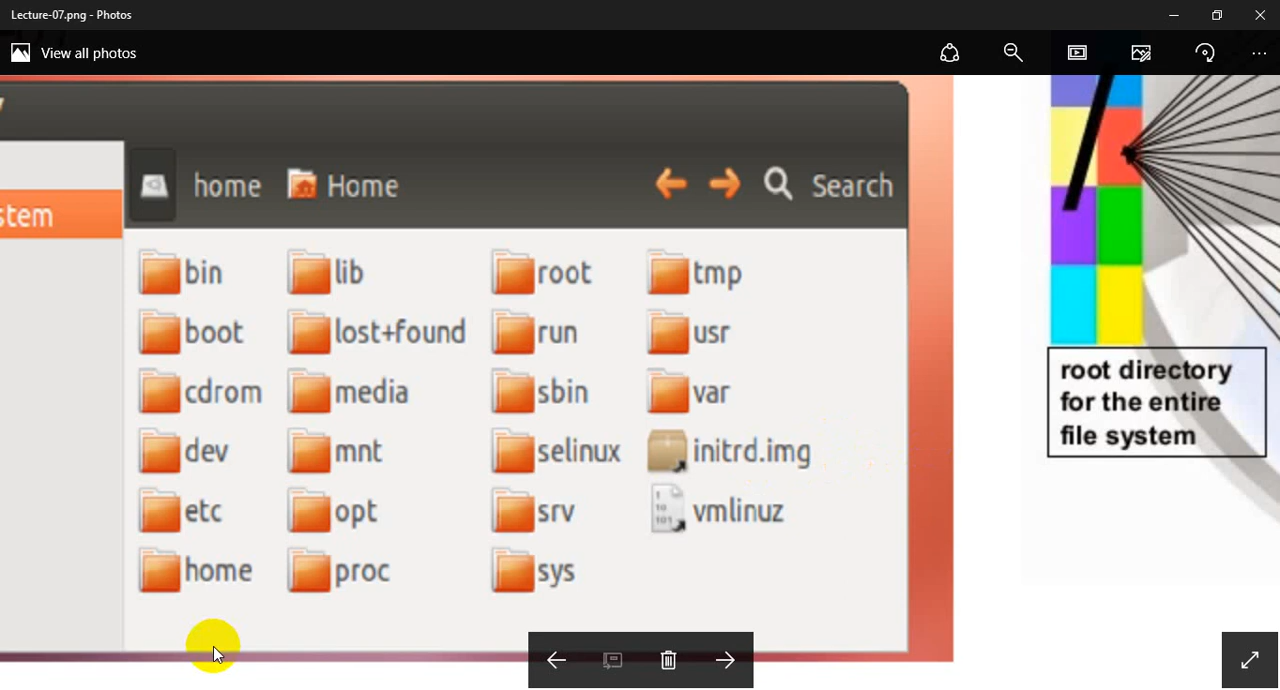 Lecture-07.png - Photos
View all photos
home Home Search
stem
bin lib root tmp
boot lost+found run usr
cdrom media sbin var
dev mnt selinux initrd.img
etc opt srv vmlinuz
home proc sys
root directory
for the entire
file system